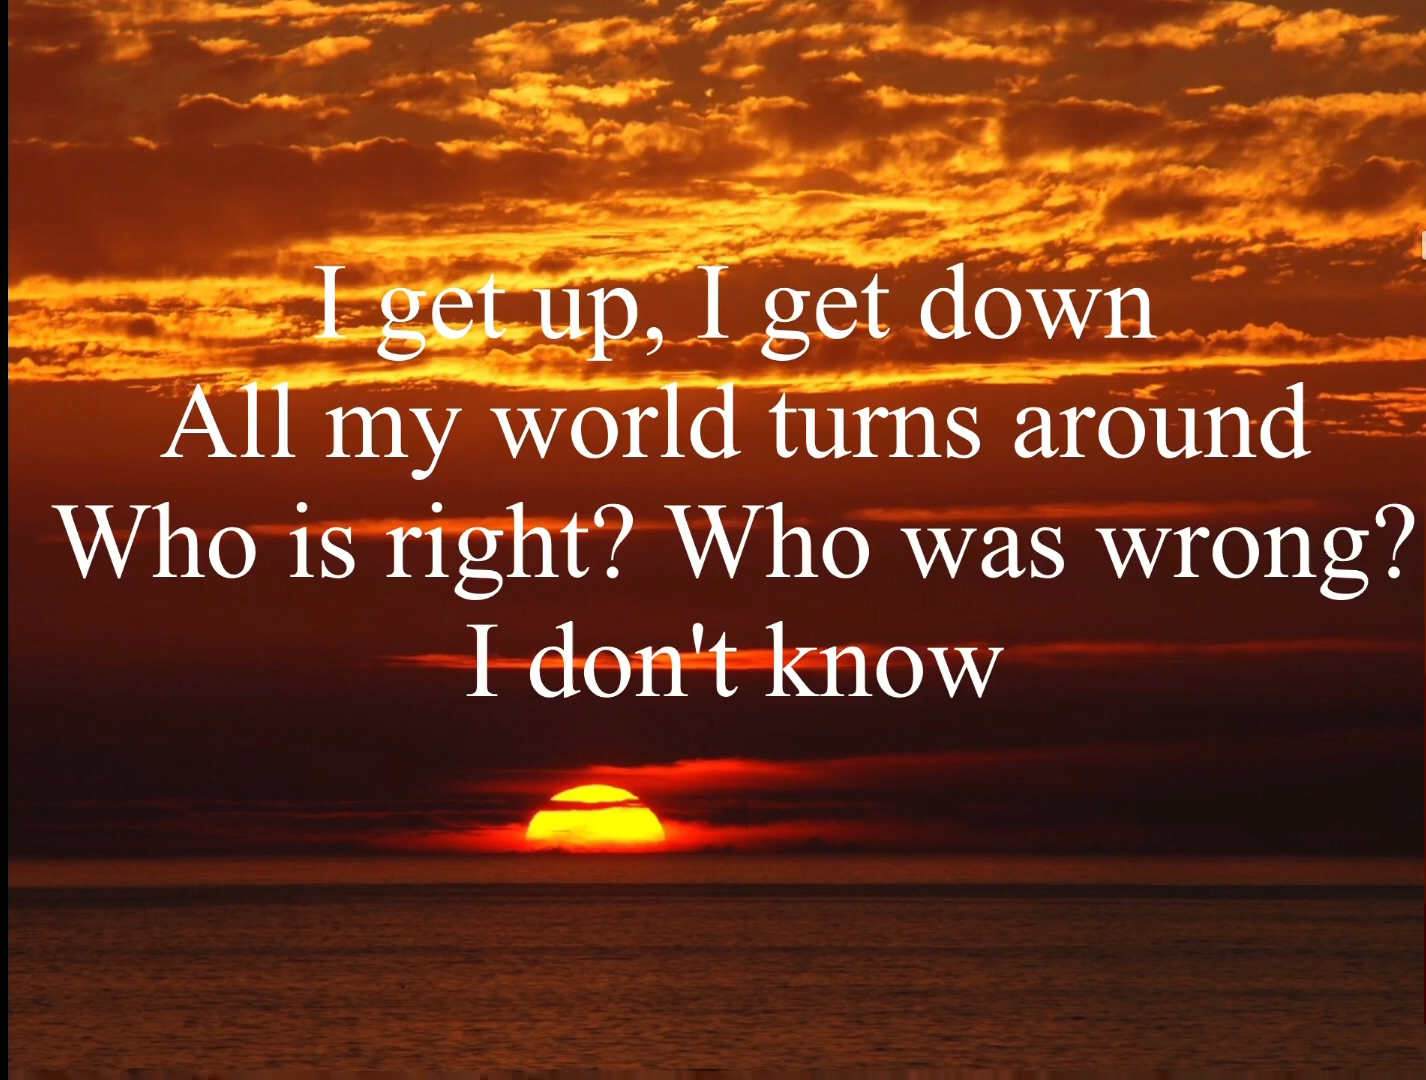 I get up, I get down
All my world turns around
Who is right? Who was wrong?
I don't know